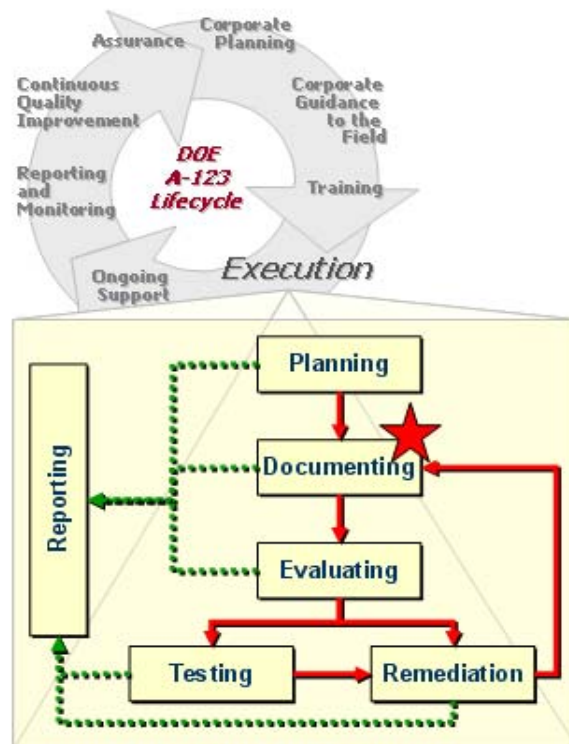 Assurance
Corporate
Planning
Continuous
Quality
Improvement
Corporate
Guidance
to the
Field
DOE
A-123
Lifecycle
Reporting
and
Monitoring
Training
Ongoing
Support
Execution
Planning
Documenting
Reporting
Evaluating
Testing
Remediation